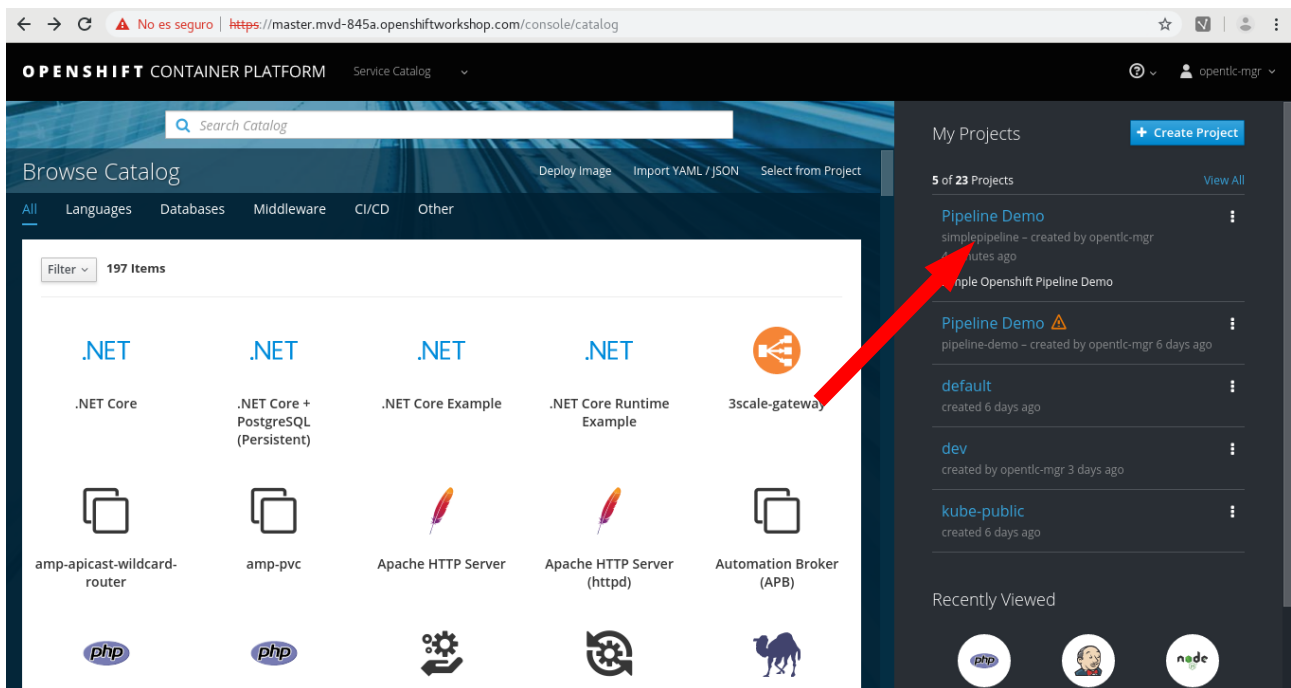 No es seguro | https://master.mvd-845a.openshiftworkshop.com/console/catalog
OPENSHIFT CONTAINER PLATFORM
Service Catalog
opentlc-mgr
Search Catalog
Browse Catalog
Deploy Image
Import YAML / JSON
Select from Project
All
Languages
Databases
Middleware
CI/CD
Other
Filter
197 Items
.NET
.NET
.NET
.NET
.NET Core
.NET Core +
PostgreSQL
(Persistent)
.NET Core Example
.NET Core Runtime
Example
3scale-gateway
amp-apicast-wildcard-
router
amp-pvc
Apache HTTP Server
Apache HTTP Server
(httpd)
Automation Broker
(APB)
php
php
My Projects
+ Create Project
5 of 23 Projects
View All
Pipeline Demo
simplepipeline – created by opentlc-mgr
ago
Openshift Pipeline Demo
Pipeline Demo
pipeline-demo – created by opentlc-mgr 6 days ago
default
created 6 days ago
dev
created by opentlc-mgr 3 days ago
kube-public
created 6 days ago
Recently Viewed
php
node